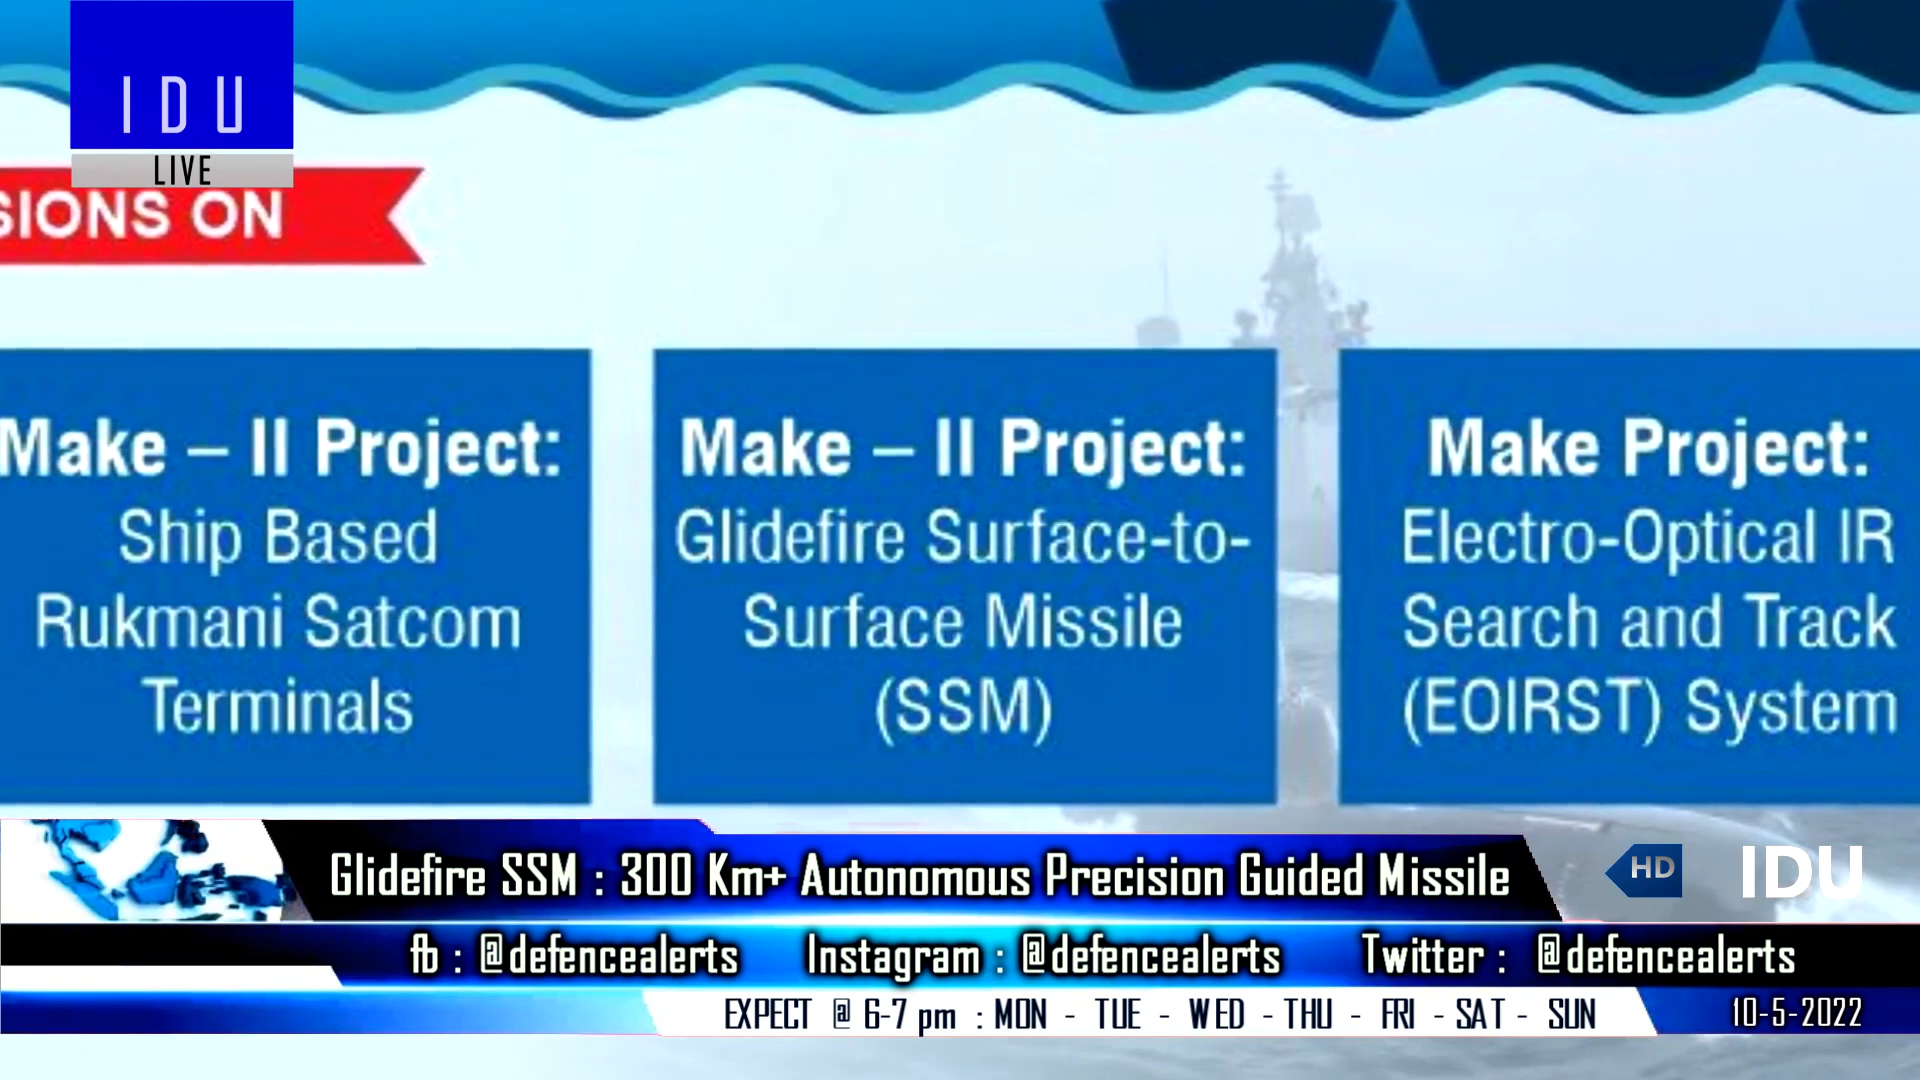 IDU
LIVE
SIONS ON
Make – II Project:
Ship Based
Rukmani Satcom
Terminals
Make – II Project:
Glidefire Surface-to-
Surface Missile
(SSM)
Make Project:
Electro-Optical IR
Search and Track
(EOIRST) System
Glidefire SSM : 300 Km+ Autonomous Precision Guided Missile
HD
IDU
fb : @defencealerts Instagram : @defencealerts Twitter : @defencealerts
EXPECT @ 6-7 pm : MON - TUE - WED - THU - FRI - SAT - SUN
10-5-2022